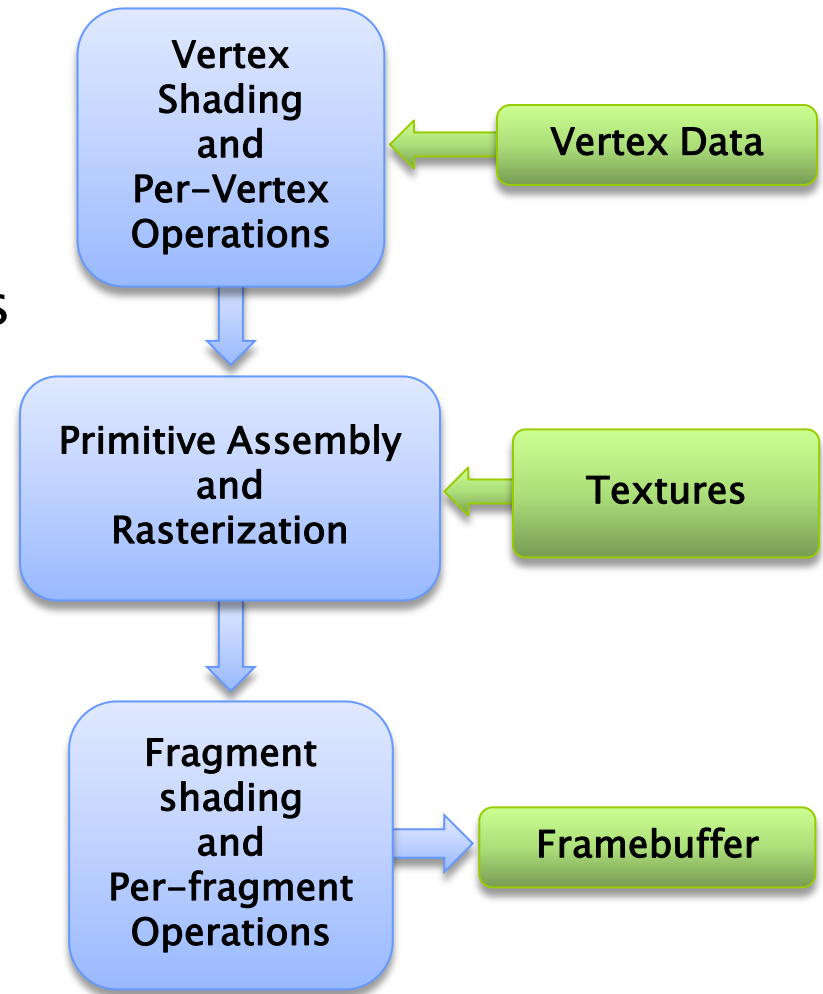 Vertex
Shading
and
Per-Vertex
Operations
Vertex Data
s
Primitive Assembly
and
Rasterization
Textures
Fragment
shading
and
Per-fragment
Operations
Framebuffer